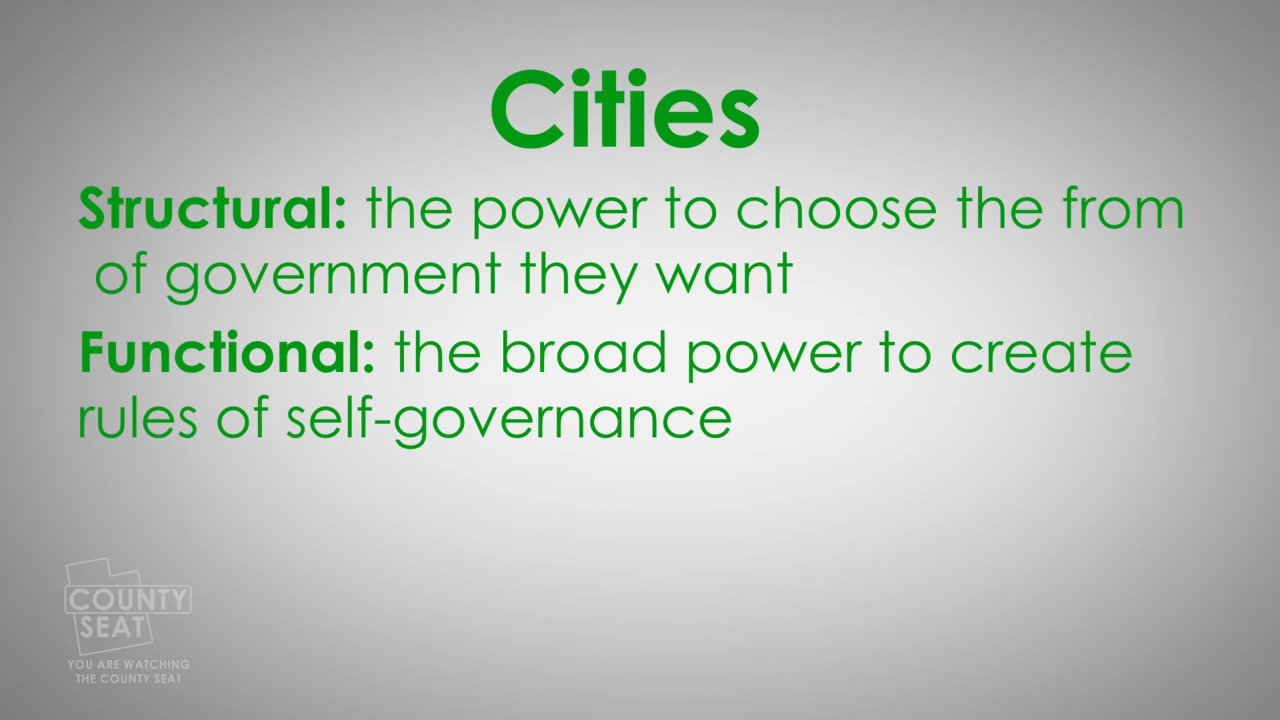 Cities
Structural: the power to choose the from
of government they want
Functional: the broad power to create
rules of self-governance
COUNTY
SEAT
YOU ARE WATCHING
THE COUNTY SEAT